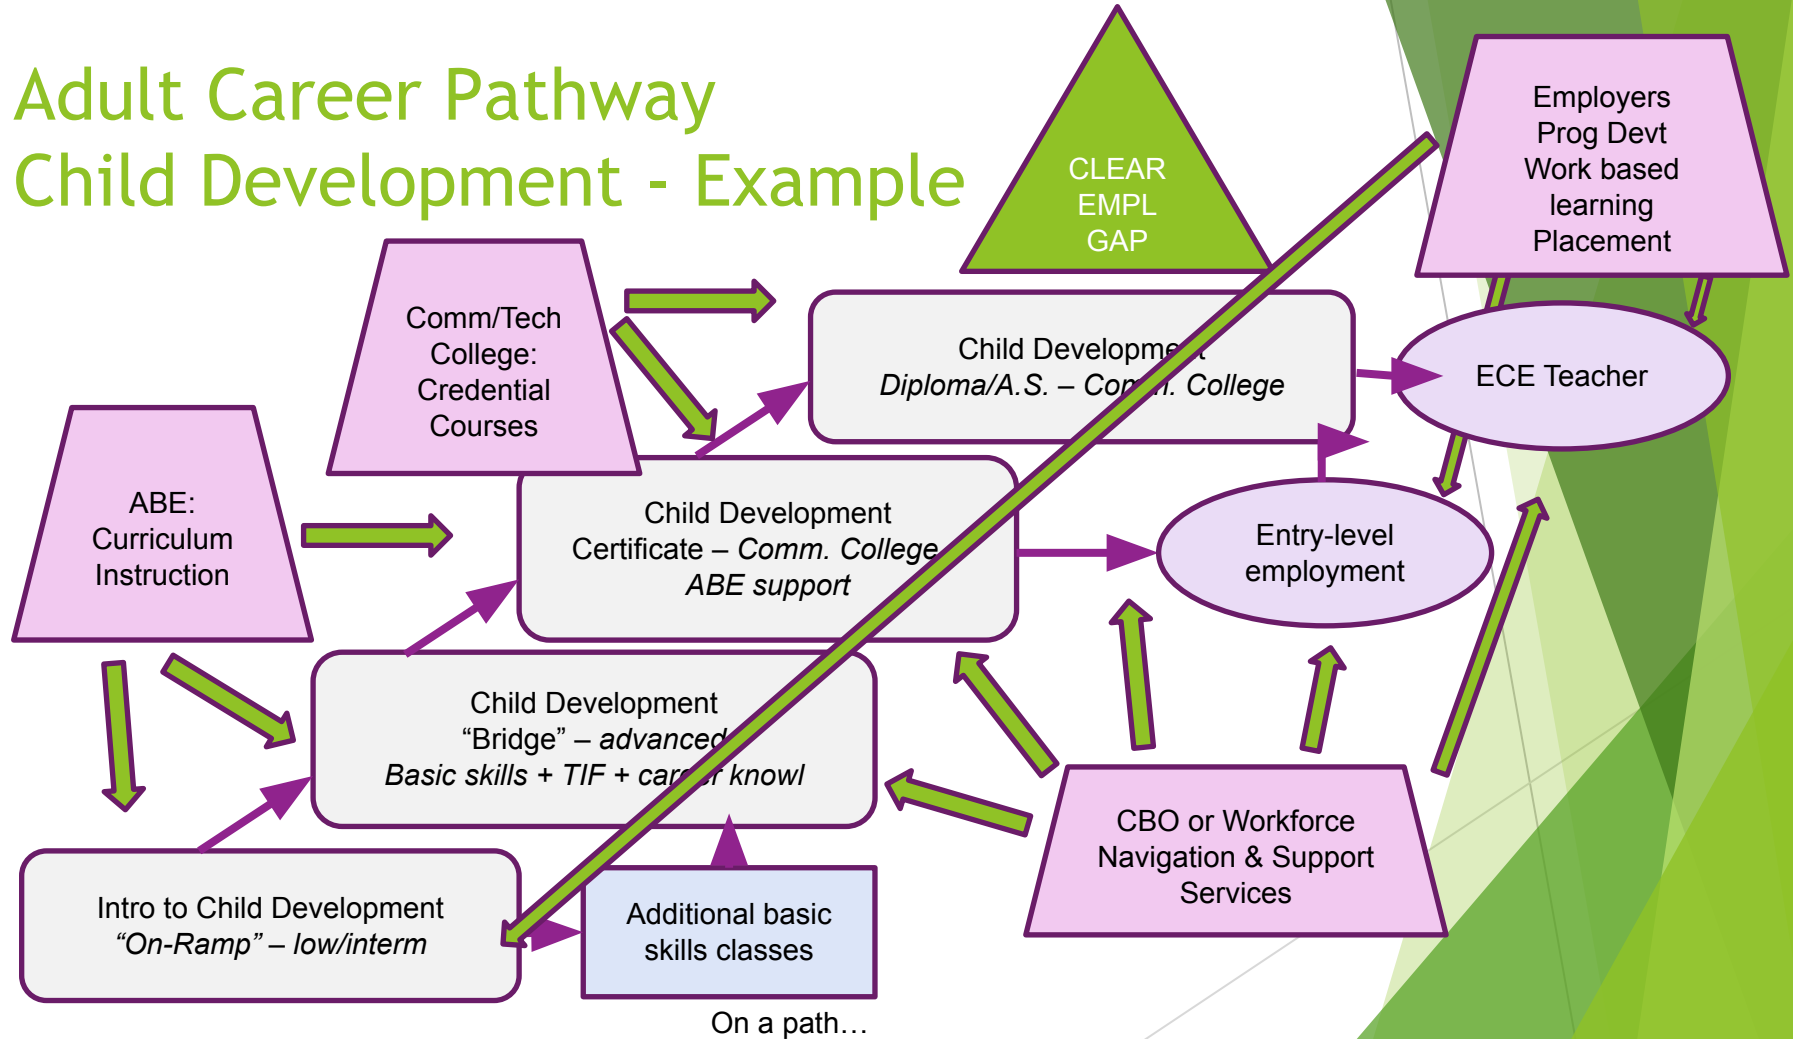 Adult Career Pathway
Child Development - Example
CLEAR
EMPL
GAP
Employers
Prog Devt
Work based
learning
Placement
Comm/Tech
College:
Credential
Courses
Child Development
Diploma/A.S. – Comm. College
ECE Teacher
ABE:
Curriculum
Instruction
Child Development
Certificate – Comm. College
ABE support
Entry-level
employment
Child Development
“Bridge” – advanced
Basic skills + TIF + career knowl
CBO or Workforce
Navigation & Support
Services
Intro to Child Development
“On-Ramp” – low/interm
Additional basic
skills classes
On a path…